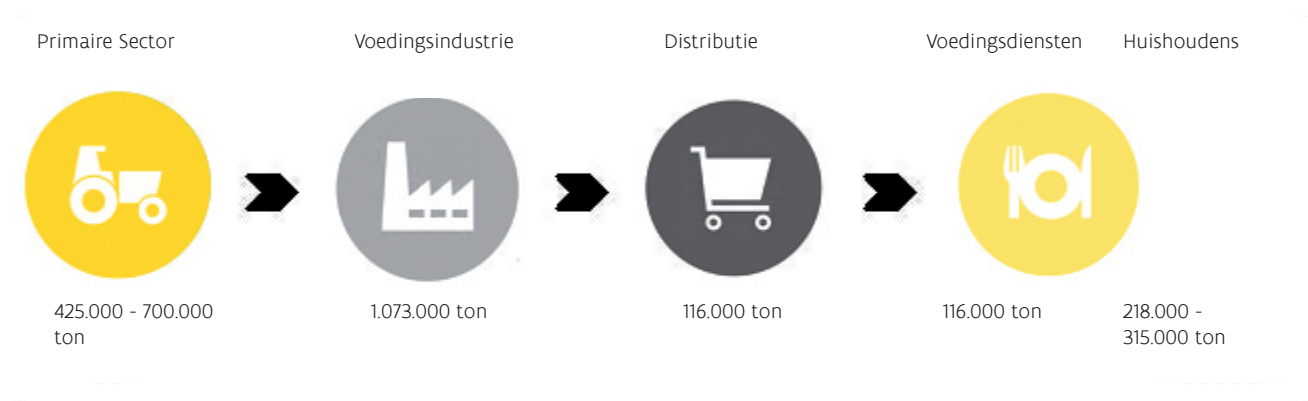 Primaire Sector
Voedingsindustrie
Distributie
Voedingsdiensten
Huishoudens
425.000 - 700.000
ton
1.073.000 ton
116.000 ton
116.000 ton
218.000 -
315.000 ton